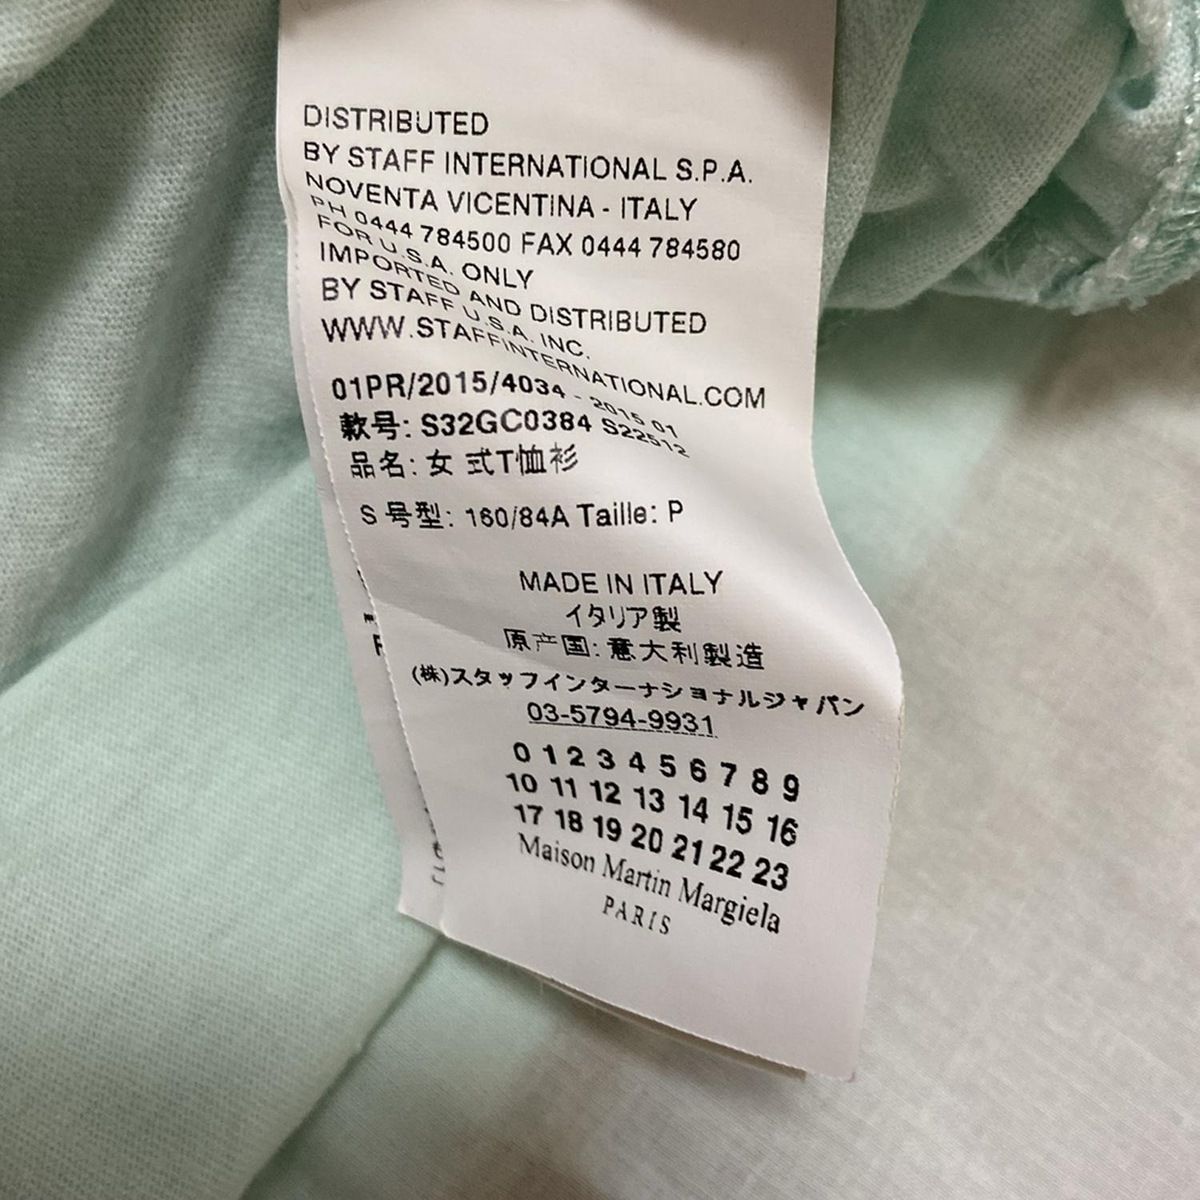 DISTRIBUTED
BY STAFF INTERNATIONAL S.P.A.
NOVENTA VICENTINA - ITALY
PH 0444 784500 FAX 0444 784580
FOR U.S.A. ONLY
IMPORTED AND DISTRIBUTED
BY STAFF U.S.A. INC.
WWW.STAFFINTERNATIONAL.COM
01PR/2015/4034 - 2015 01
款号: S32GC0384 S22512
品名: 女 式T恤衫
S 号型: 160/84A Taille: P
MADE IN ITALY
イタリア製
原产国: 意大利製造
(株)スタッフインターナショナルジャパン
03-5794-9931
0 1 2 3 4 5 6 7 8 9
10 11 12 13 14 15 16
17 18 19 20 21 22 23
Maison Martin Margiela
PARIS